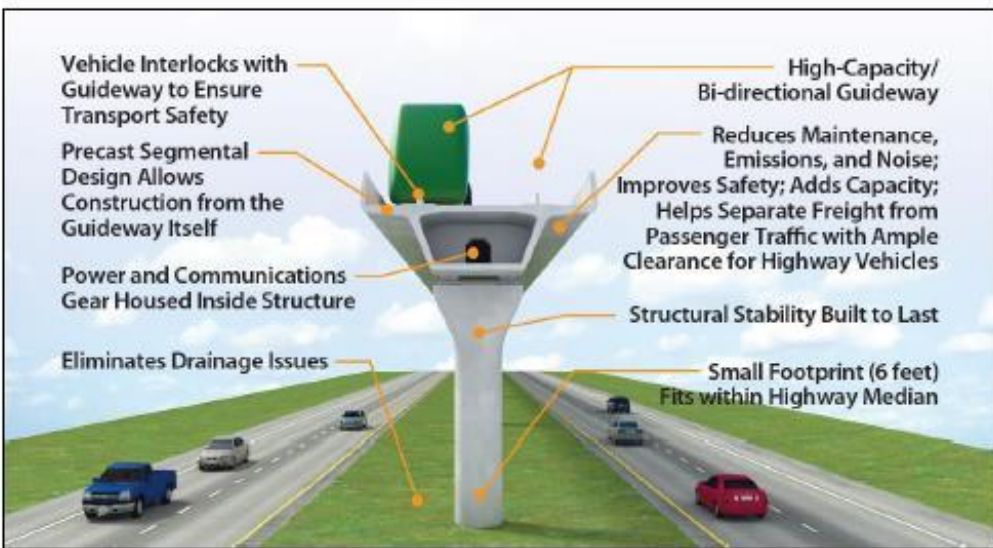 Vehicle Interlocks with
Guideway to Ensure
Transport Safety
Precast Segmental
Design Allows
Construction from the
Guideway Itself
Power and Communications
Gear Housed Inside Structure
Eliminates Drainage Issues
High-Capacity/
Bi-directional Guideway
Reduces Maintenance,
Emissions, and Noise;
Improves Safety; Adds Capacity;
Helps Separate Freight from
Passenger Traffic with Ample
Clearance for Highway Vehicles
Structural Stability Built to Last
Small Footprint (6 feet)
Fits within Highway Median